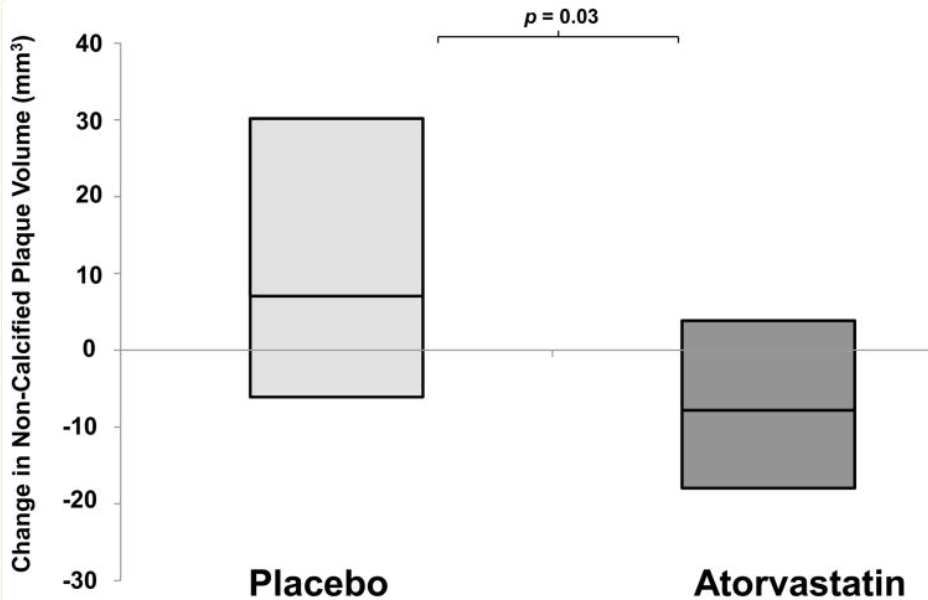 p = 0.03
Change in Non-Calcified Plaque Volume (mm³)
40
30
20
10
0
-10
-20
-30
Placebo
Atorvastatin